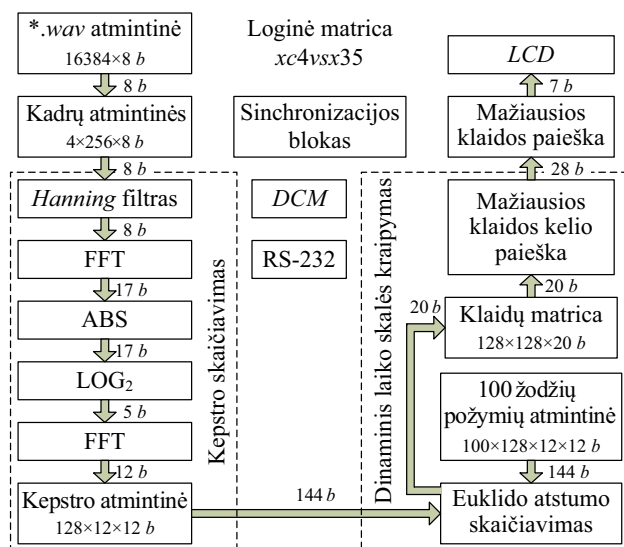 *.wav atmintinė
16384×8 b
8 b
Kadrų atmintinės
4×256×8 b
8 b
Hanning filtras
8 b
FFT
17 b
ABS
17 b
LOG₂
5 b
FFT
12 b
Kepstro atmintinė
128×12×12 b
Kepstro skaičiavimas
Loginė matrica
xc4vsx35
Sinchronizacijos
blokas
DCM
RS-232
144 b
Dinaminis laiko skalės kraipymas
LCD
7 b
Mažiausios
klaidos paieška
28 b
Mažiausios
klaidos kelio
paieška
20 b
20 b
Klaidų matrica
128×128×20 b
100 žodžių
požymių atmintinė
100×128×12×12 b
144 b
Euklido atstumo
skaičiavimas